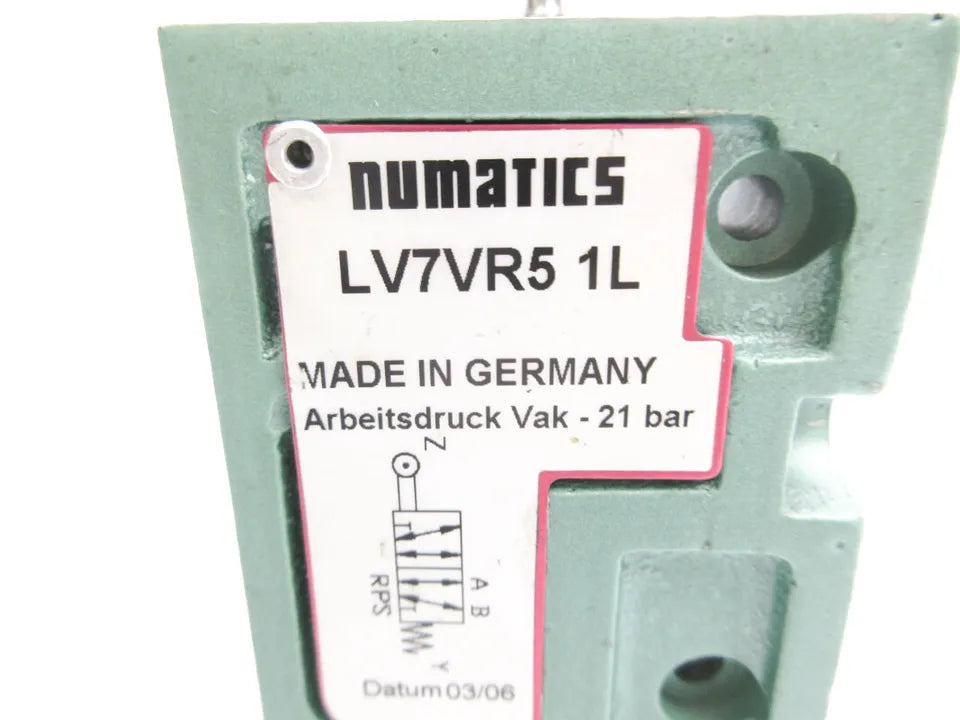 numatics
LV7VR5 1L
MADE IN GERMANY
Arbeitsdruck Vak - 21 bar
Z
A B
RPS
Y
Datum 03/06